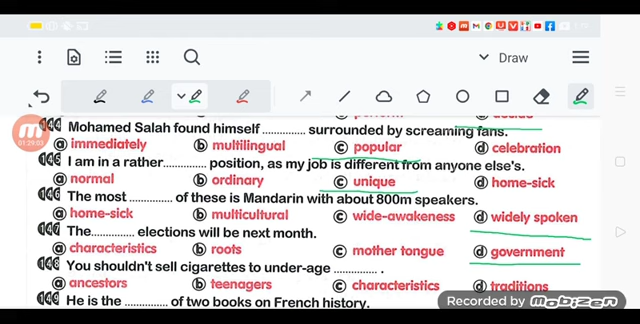 Draw
Mohamed Salah found himself ............ surrounded by screaming fans.
ⓐ immediately ⓑ multilingual ⓒ popular ⓓ celebration
I am in a rather............. position, as my job is different from anyone else's.
ⓐ normal ⓑ ordinary ⓒ unique ⓓ home-sick
The most ............. of these is Mandarin with about 800m speakers.
ⓐ home-sick ⓑ multicultural ⓒ wide-awakeness ⓓ widely spoken
The............. elections will be next month.
ⓐ characteristics ⓑ roots ⓒ mother tongue ⓓ government
You shouldn't sell cigarettes to under-age ............. .
ⓐ ancestors ⓑ teenagers ⓒ characteristics ⓓ traditions
He is the ............. of two books on French history.
Recorded by Mobizen